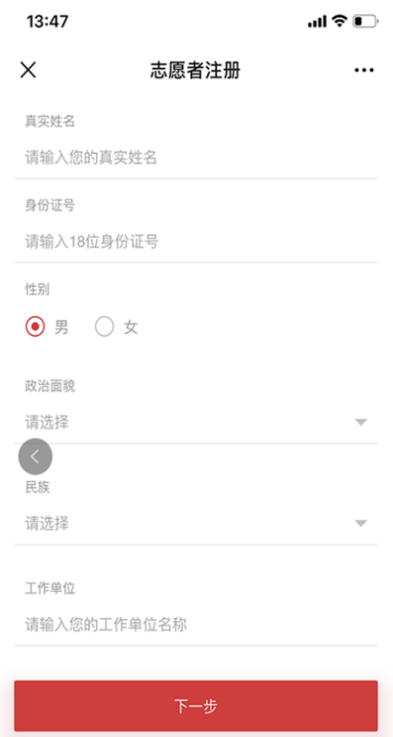 13:47
志愿者注册
真实姓名
请输入您的真实姓名
身份证号
请输入18位身份证号
性别
男 女
政治面貌
请选择
民族
请选择
工作单位
请输入您的工作单位名称
下一步